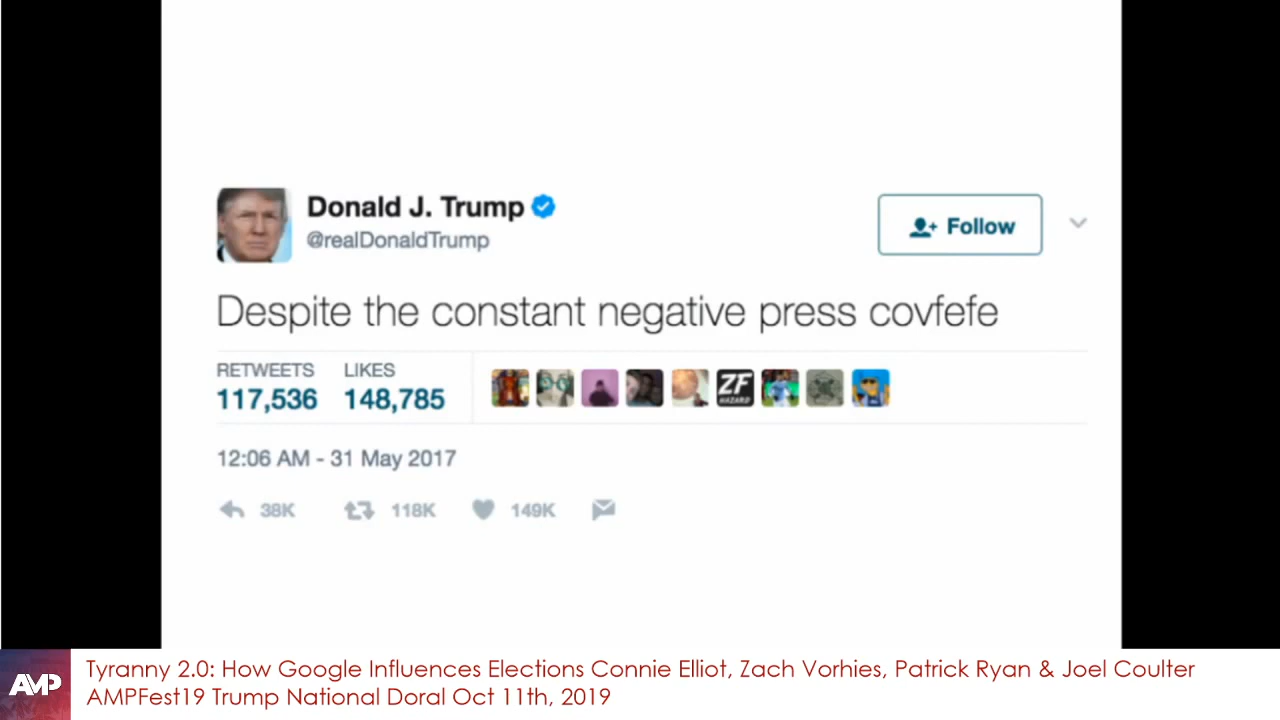 Donald J. Trump
@realDonaldTrump
Follow
Despite the constant negative press covfefe
RETWEETS LIKES
117,536 148,785
ZF
HAZARD
12:06 AM - 31 May 2017
38K 118K 149K
AMP
Tyranny 2.0: How Google Influences Elections Connie Elliot, Zach Vorhies, Patrick Ryan & Joel Coulter
AMPFest19 Trump National Doral Oct 11th, 2019